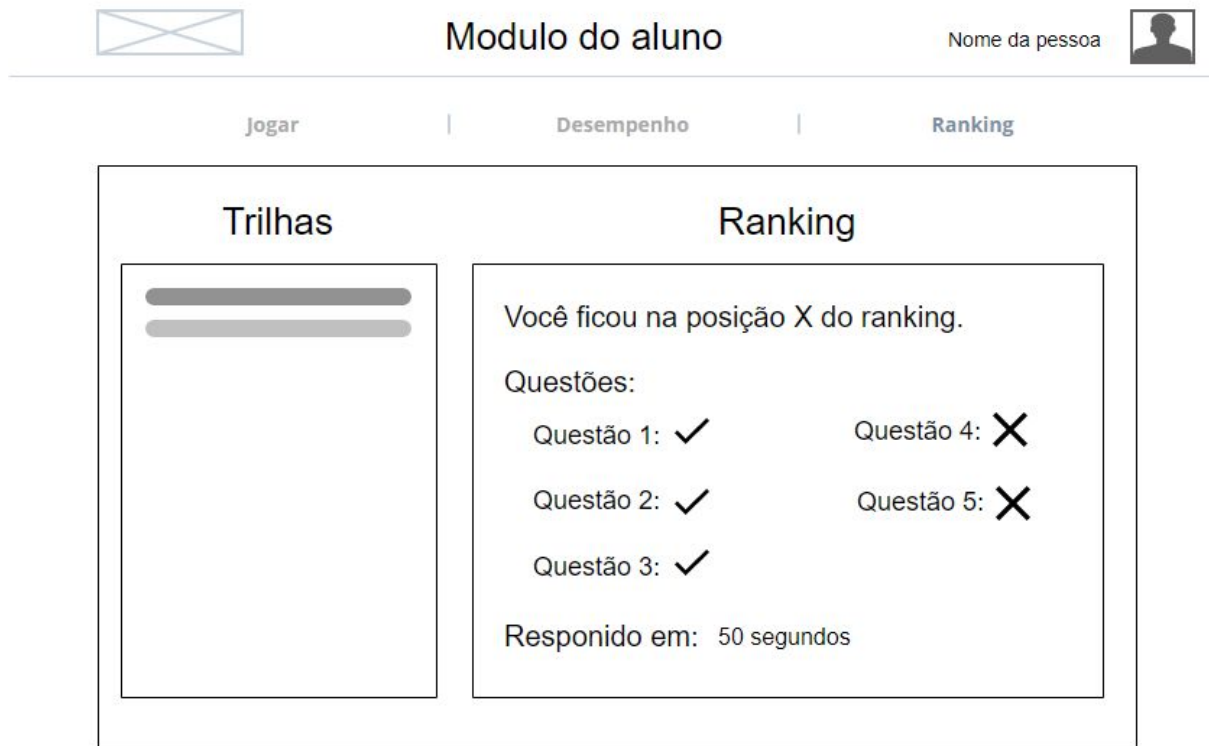 Modulo do aluno
Nome da pessoa
Jogar | Desempenho | Ranking
Trilhas
Ranking
Você ficou na posição X do ranking.
Questões:
Questão 1:
Questão 2:
Questão 3:
Questão 4:
Questão 5:
Responido em: 50 segundos